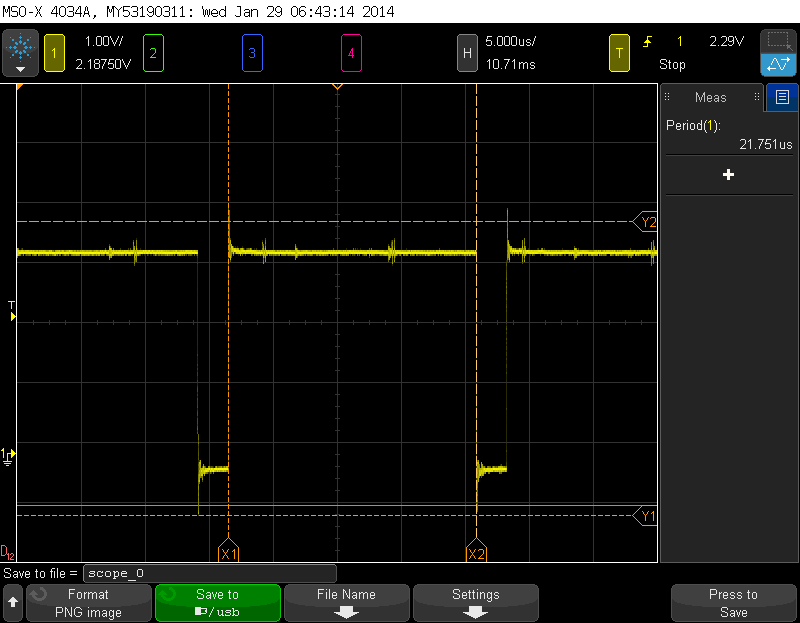 MSO-X 4034A, MY53190311: Wed Jan 29 06:43:14 2014
1 1.00V/ 2.18750V 2 3 4 H 5.000us/ 10.71ms T 1 2.29V Stop
Meas
Period(1):
21.751us
+
Y2
T
1
Y1
D12
X1 X2
Save to file = scope_0
Format
PNG image
Save to
/usb
File Name
Settings
Press to
Save